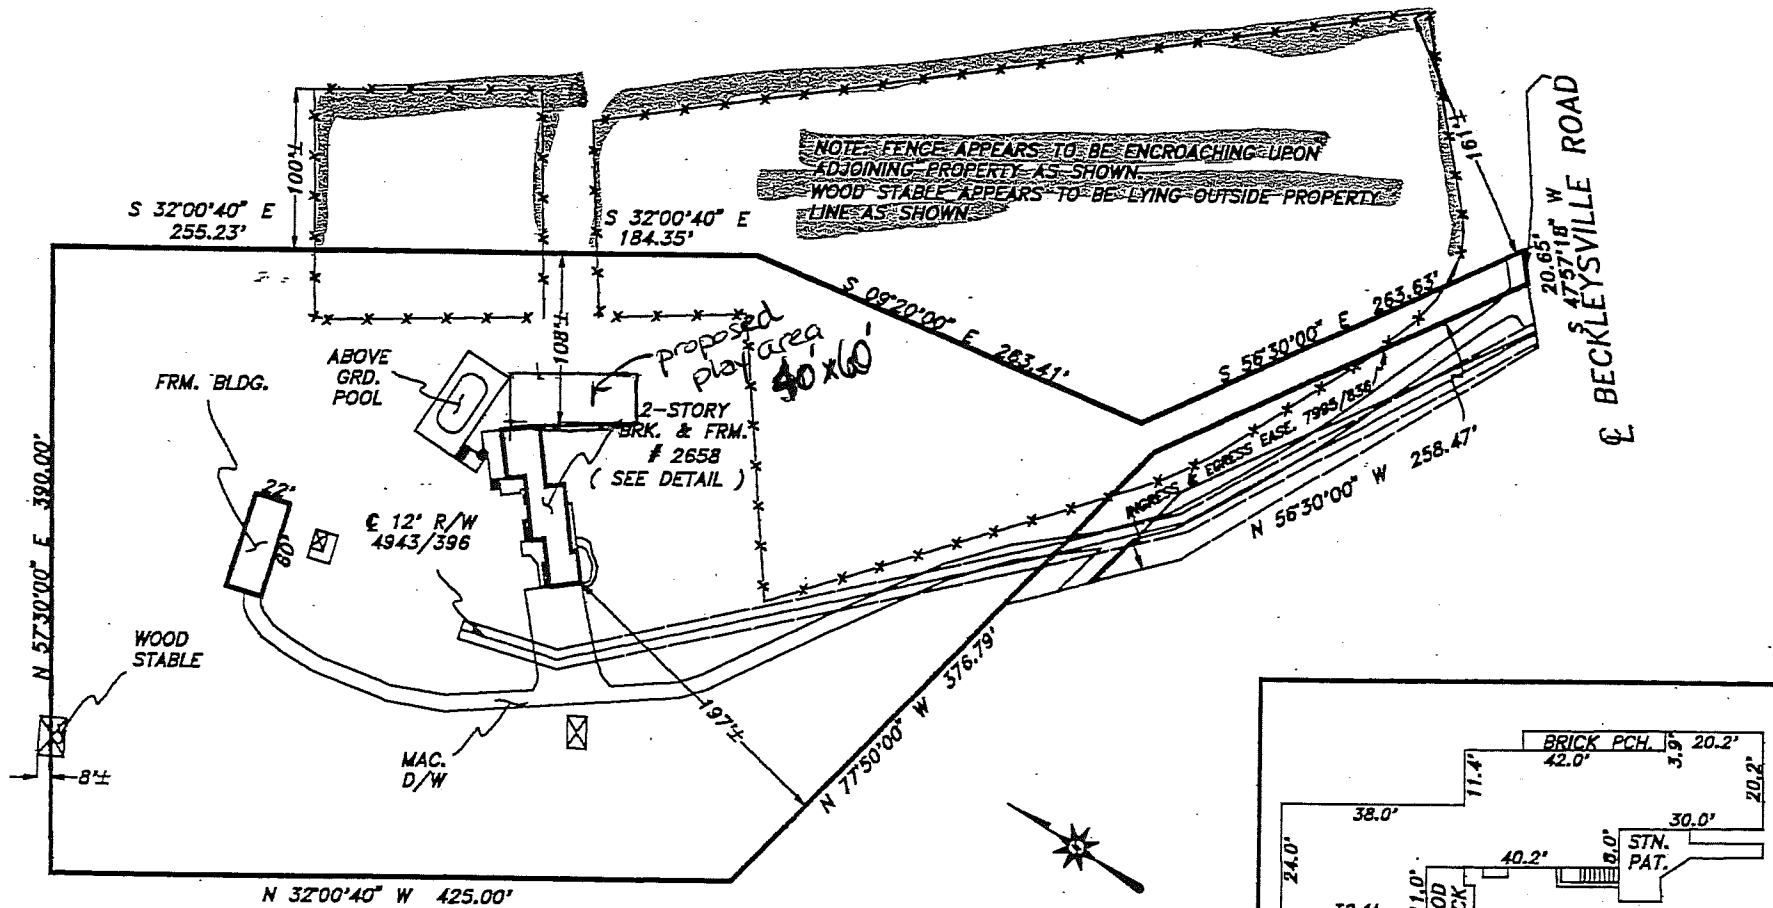 NOTE: FENCE APPEARS TO BE ENCROACHING UPON
ADJOINING PROPERTY AS SHOWN.
WOOD STABLE APPEARS TO BE LYING OUTSIDE PROPERTY
LINE AS SHOWN.
100'±
161'±
S 32°00'40" E
255.23'
S 32°00'40" E
184.35'
S 09°20'00" E 263.41'
S 56°30'00" E 263.63'
20.65'
S 47°57'18" W
℄ BECKLEYSVILLE ROAD
108'±
proposed
play area
40'x60'
ABOVE
GRD.
POOL
FRM. BLDG.
2-STORY
BRK. & FRM.
# 2658
( SEE DETAIL )
INGRESS & EGRESS EASE. 7995/836
N 56°30'00" W 258.47'
N 57°30'00" E 390.00'
22'
60'
℄ 12' R/W
4943/396
WOOD
STABLE
8'±
MAC.
D/W
197'±
N 77°50'00" W 376.79'
N 32°00'40" W 425.00'
BRICK PCH.
42.0'
3.9'
20.2'
11.4'
20.2'
38.0'
30.0'
24.0'
STN.
PAT.
8.0'
40.2'